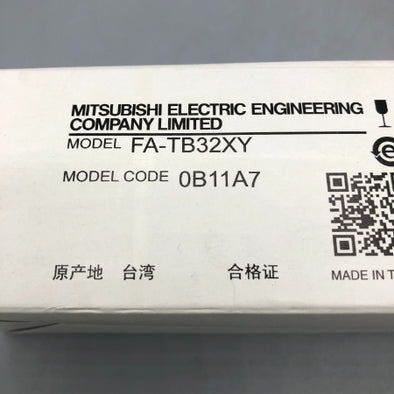 MITSUBISHI ELECTRIC ENGINEERING
COMPANY LIMITED
MODEL FA-TB32XY
MODEL CODE 0B11A7
原产地 台湾 合格证
MADE IN T